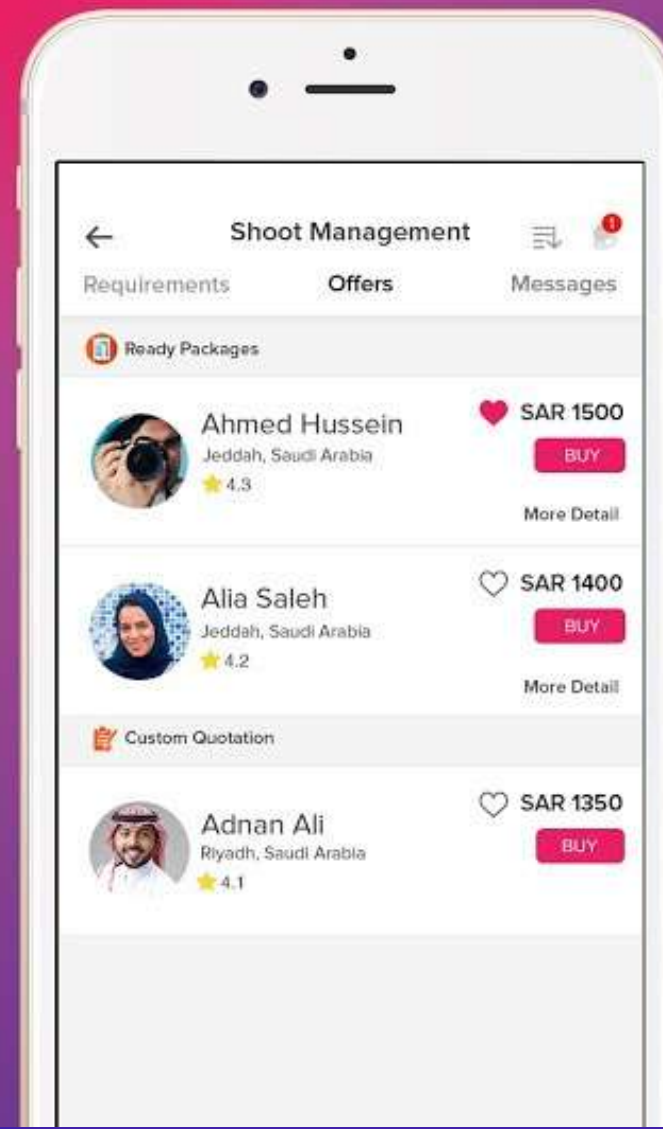 Shoot Management
1
Requirements Offers Messages
Ready Packages
Ahmed Hussein
Jeddah, Saudi Arabia
4.3
SAR 1500
BUY
More Detail
Alia Saleh
Jeddah, Saudi Arabia
4.2
SAR 1400
BUY
More Detail
Custom Quotation
Adnan Ali
Riyadh, Saudi Arabia
4.1
SAR 1350
BUY